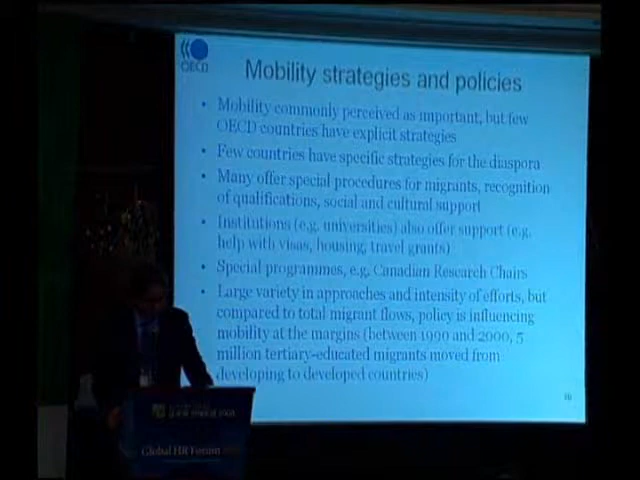 OECD
Mobility strategies and policies
• Mobility commonly perceived as important, but few
OECD countries have explicit strategies
• Few countries have specific strategies for the diaspora
• Many offer special procedures for migrants, recognition
of qualifications, social and cultural support
• Institutions (e.g. universities) also offer support (e.g.
help with visas, housing, travel grants)
• Special programmes, e.g. Canadian Research Chairs
• Large variety in approaches and intensity of efforts, but
compared to total migrant flows, policy is influencing
mobility at the margins (between 1990 and 2000, 5
million tertiary-educated migrants moved from
developing to developed countries)
Global HR Forum